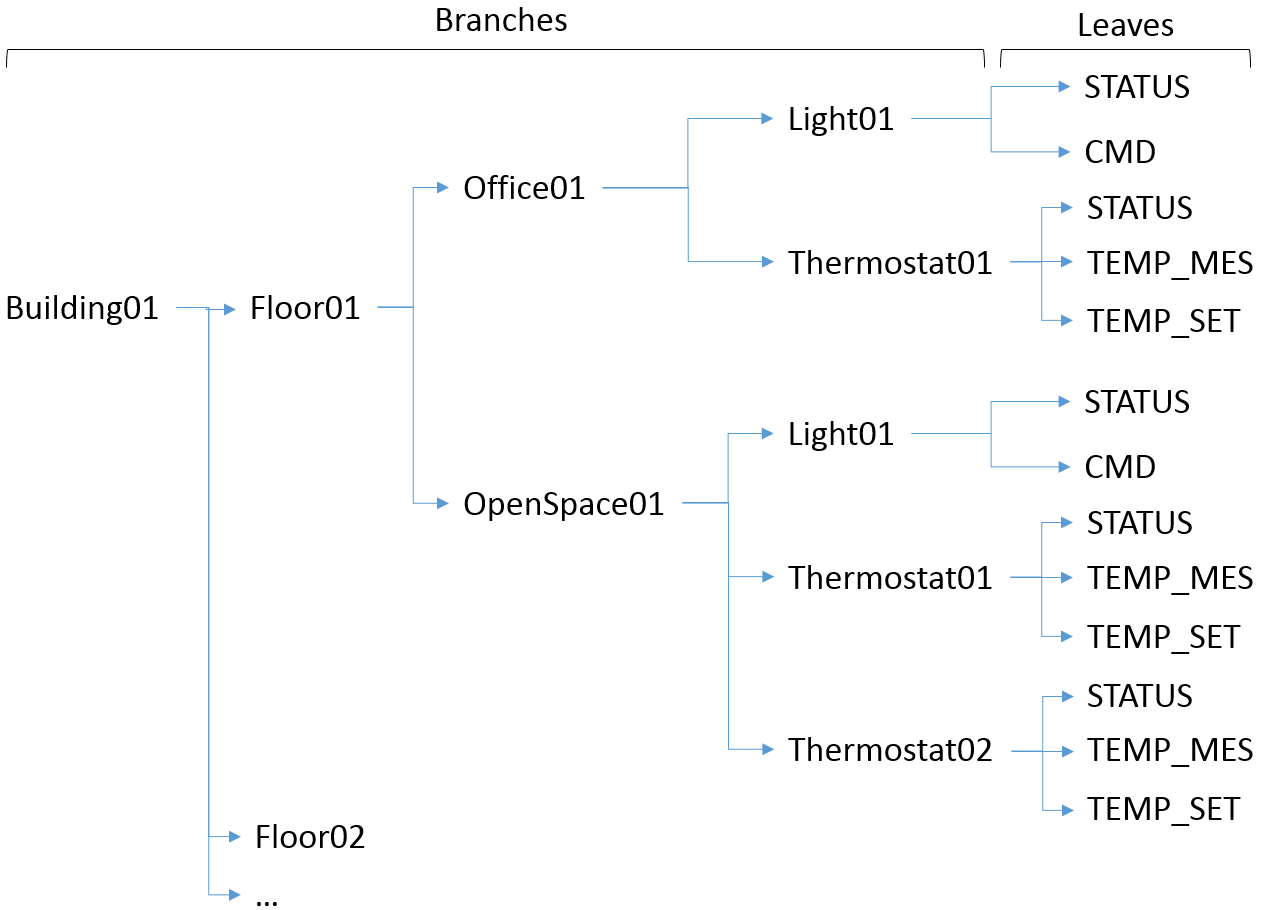 Branches
Leaves
STATUS
Light01
CMD
Office01
STATUS
Thermostat01
TEMP_MES
Building01
Floor01
TEMP_SET
STATUS
Light01
CMD
OpenSpace01
STATUS
Thermostat01
TEMP_MES
TEMP_SET
STATUS
Thermostat02
TEMP_MES
TEMP_SET
Floor02
...